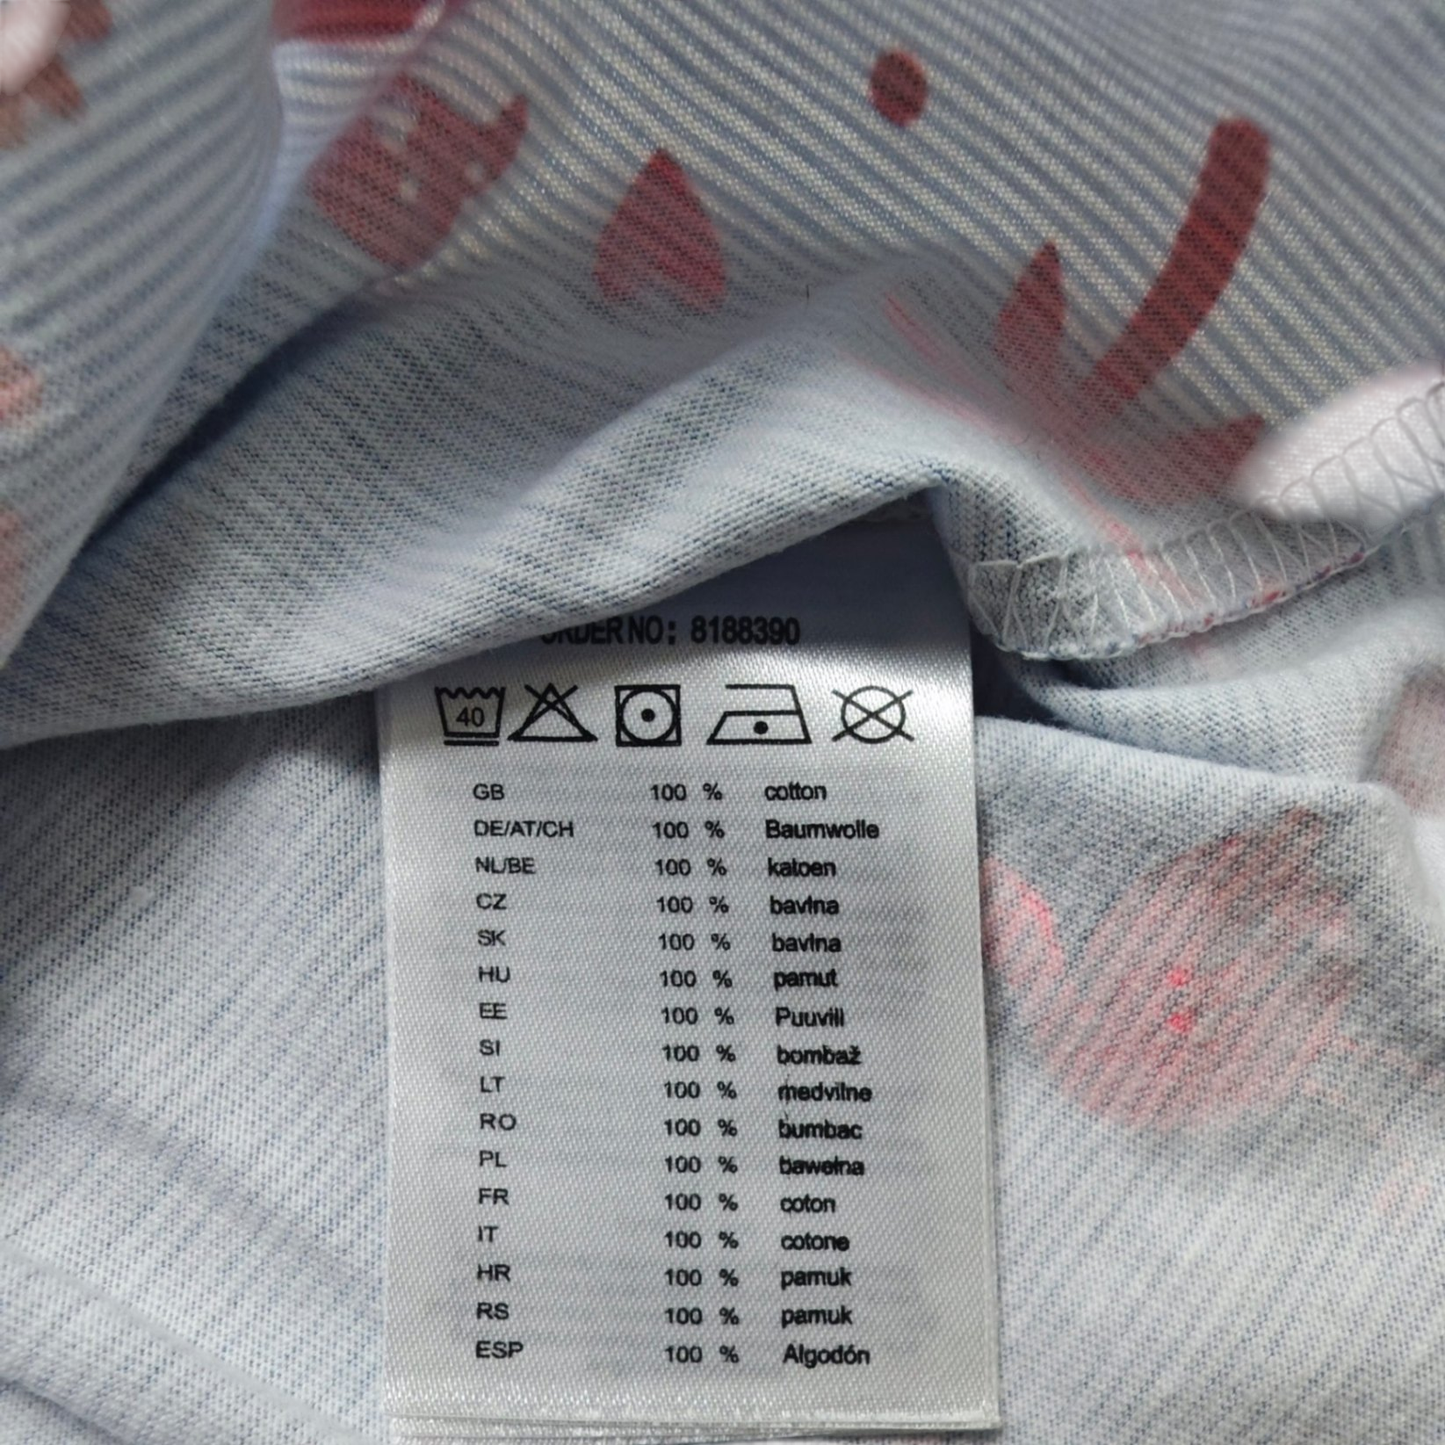 ORDER NO: 8188390
40
GB 100 % cotton
DE/AT/CH 100 % Baumwolle
NL/BE 100 % katoen
CZ 100 % bavlna
SK 100 % bavlna
HU 100 % pamut
EE 100 % Puuvill
SI 100 % bombaž
LT 100 % medvilne
RO 100 % bumbac
PL 100 % bawełna
FR 100 % coton
IT 100 % cotone
HR 100 % pamuk
RS 100 % pamuk
ESP 100 % Algodón